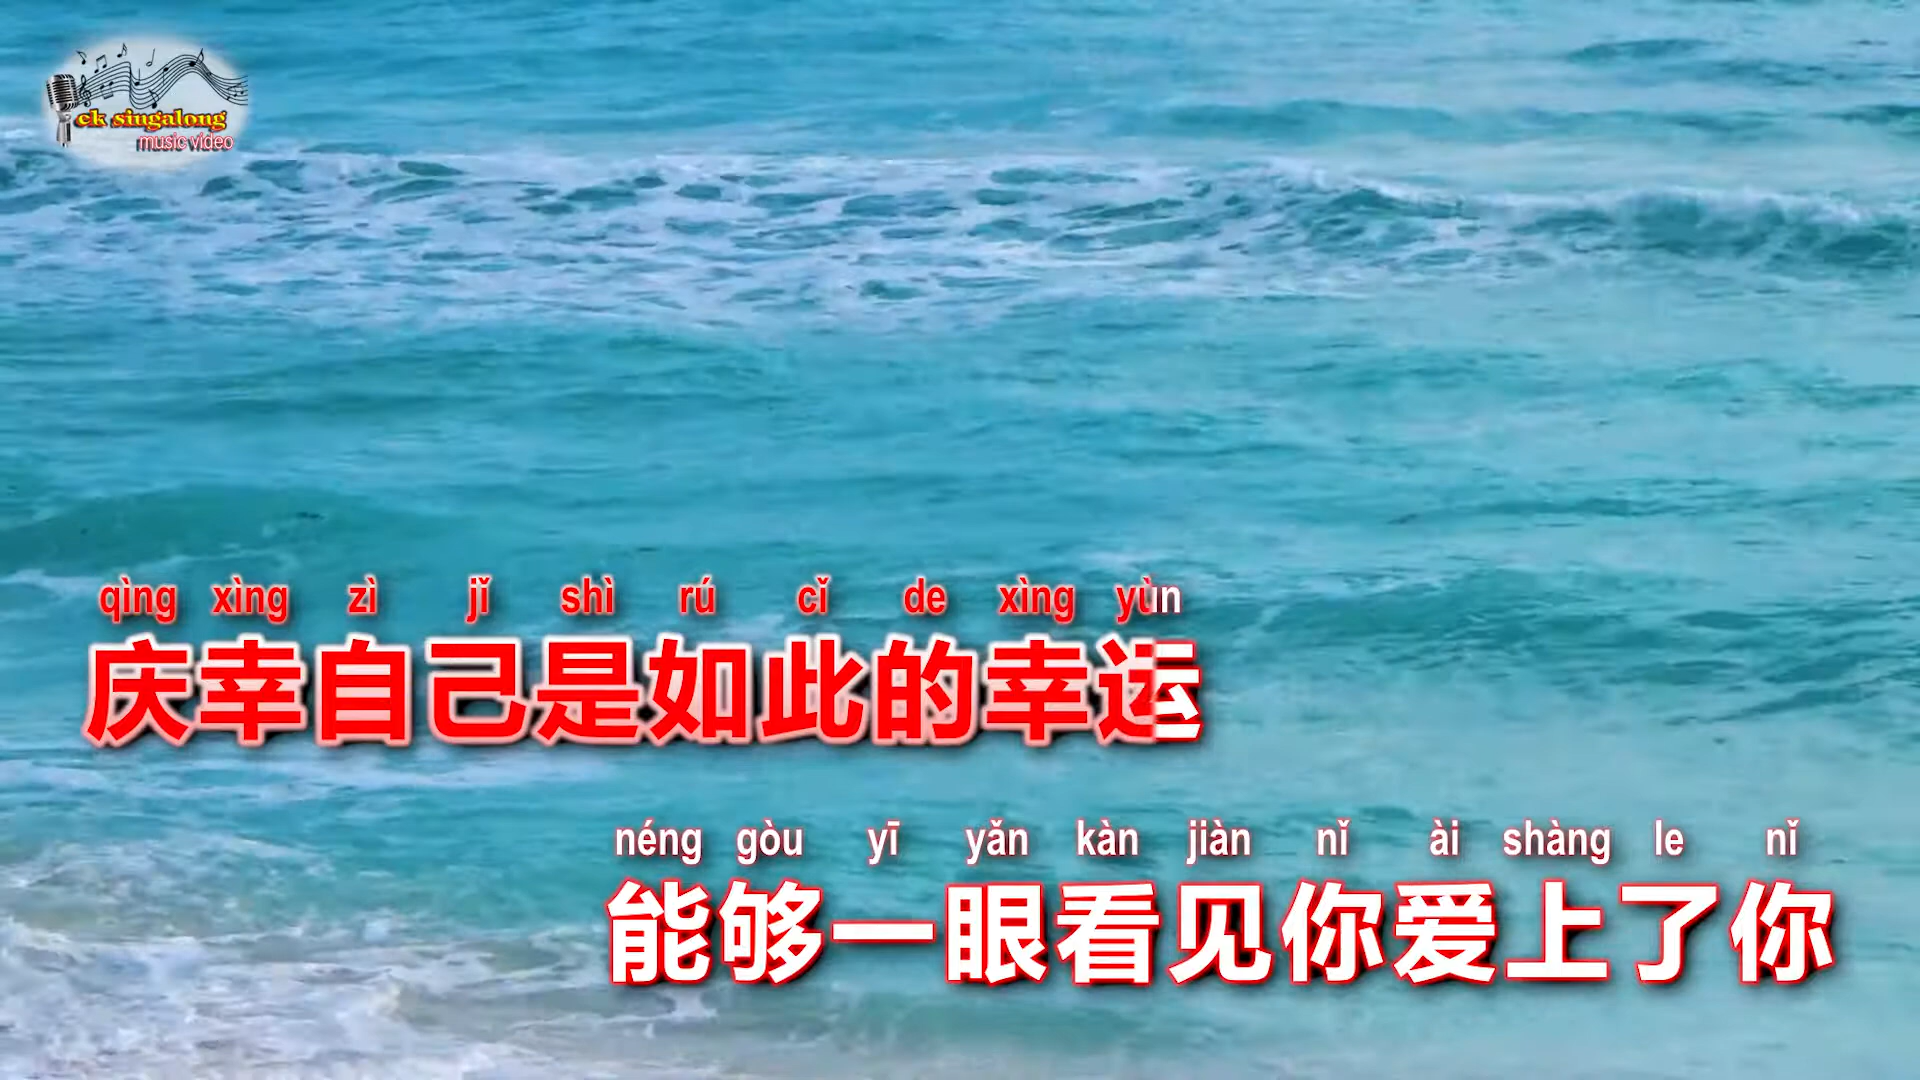 ck singalong
music video
qìng xìng zì jǐ shì rú cǐ de xìng yùn
庆幸自己是如此的幸运
néng gòu yī yǎn kàn jiàn nǐ ài shàng le nǐ
能够一眼看见你爱上了你